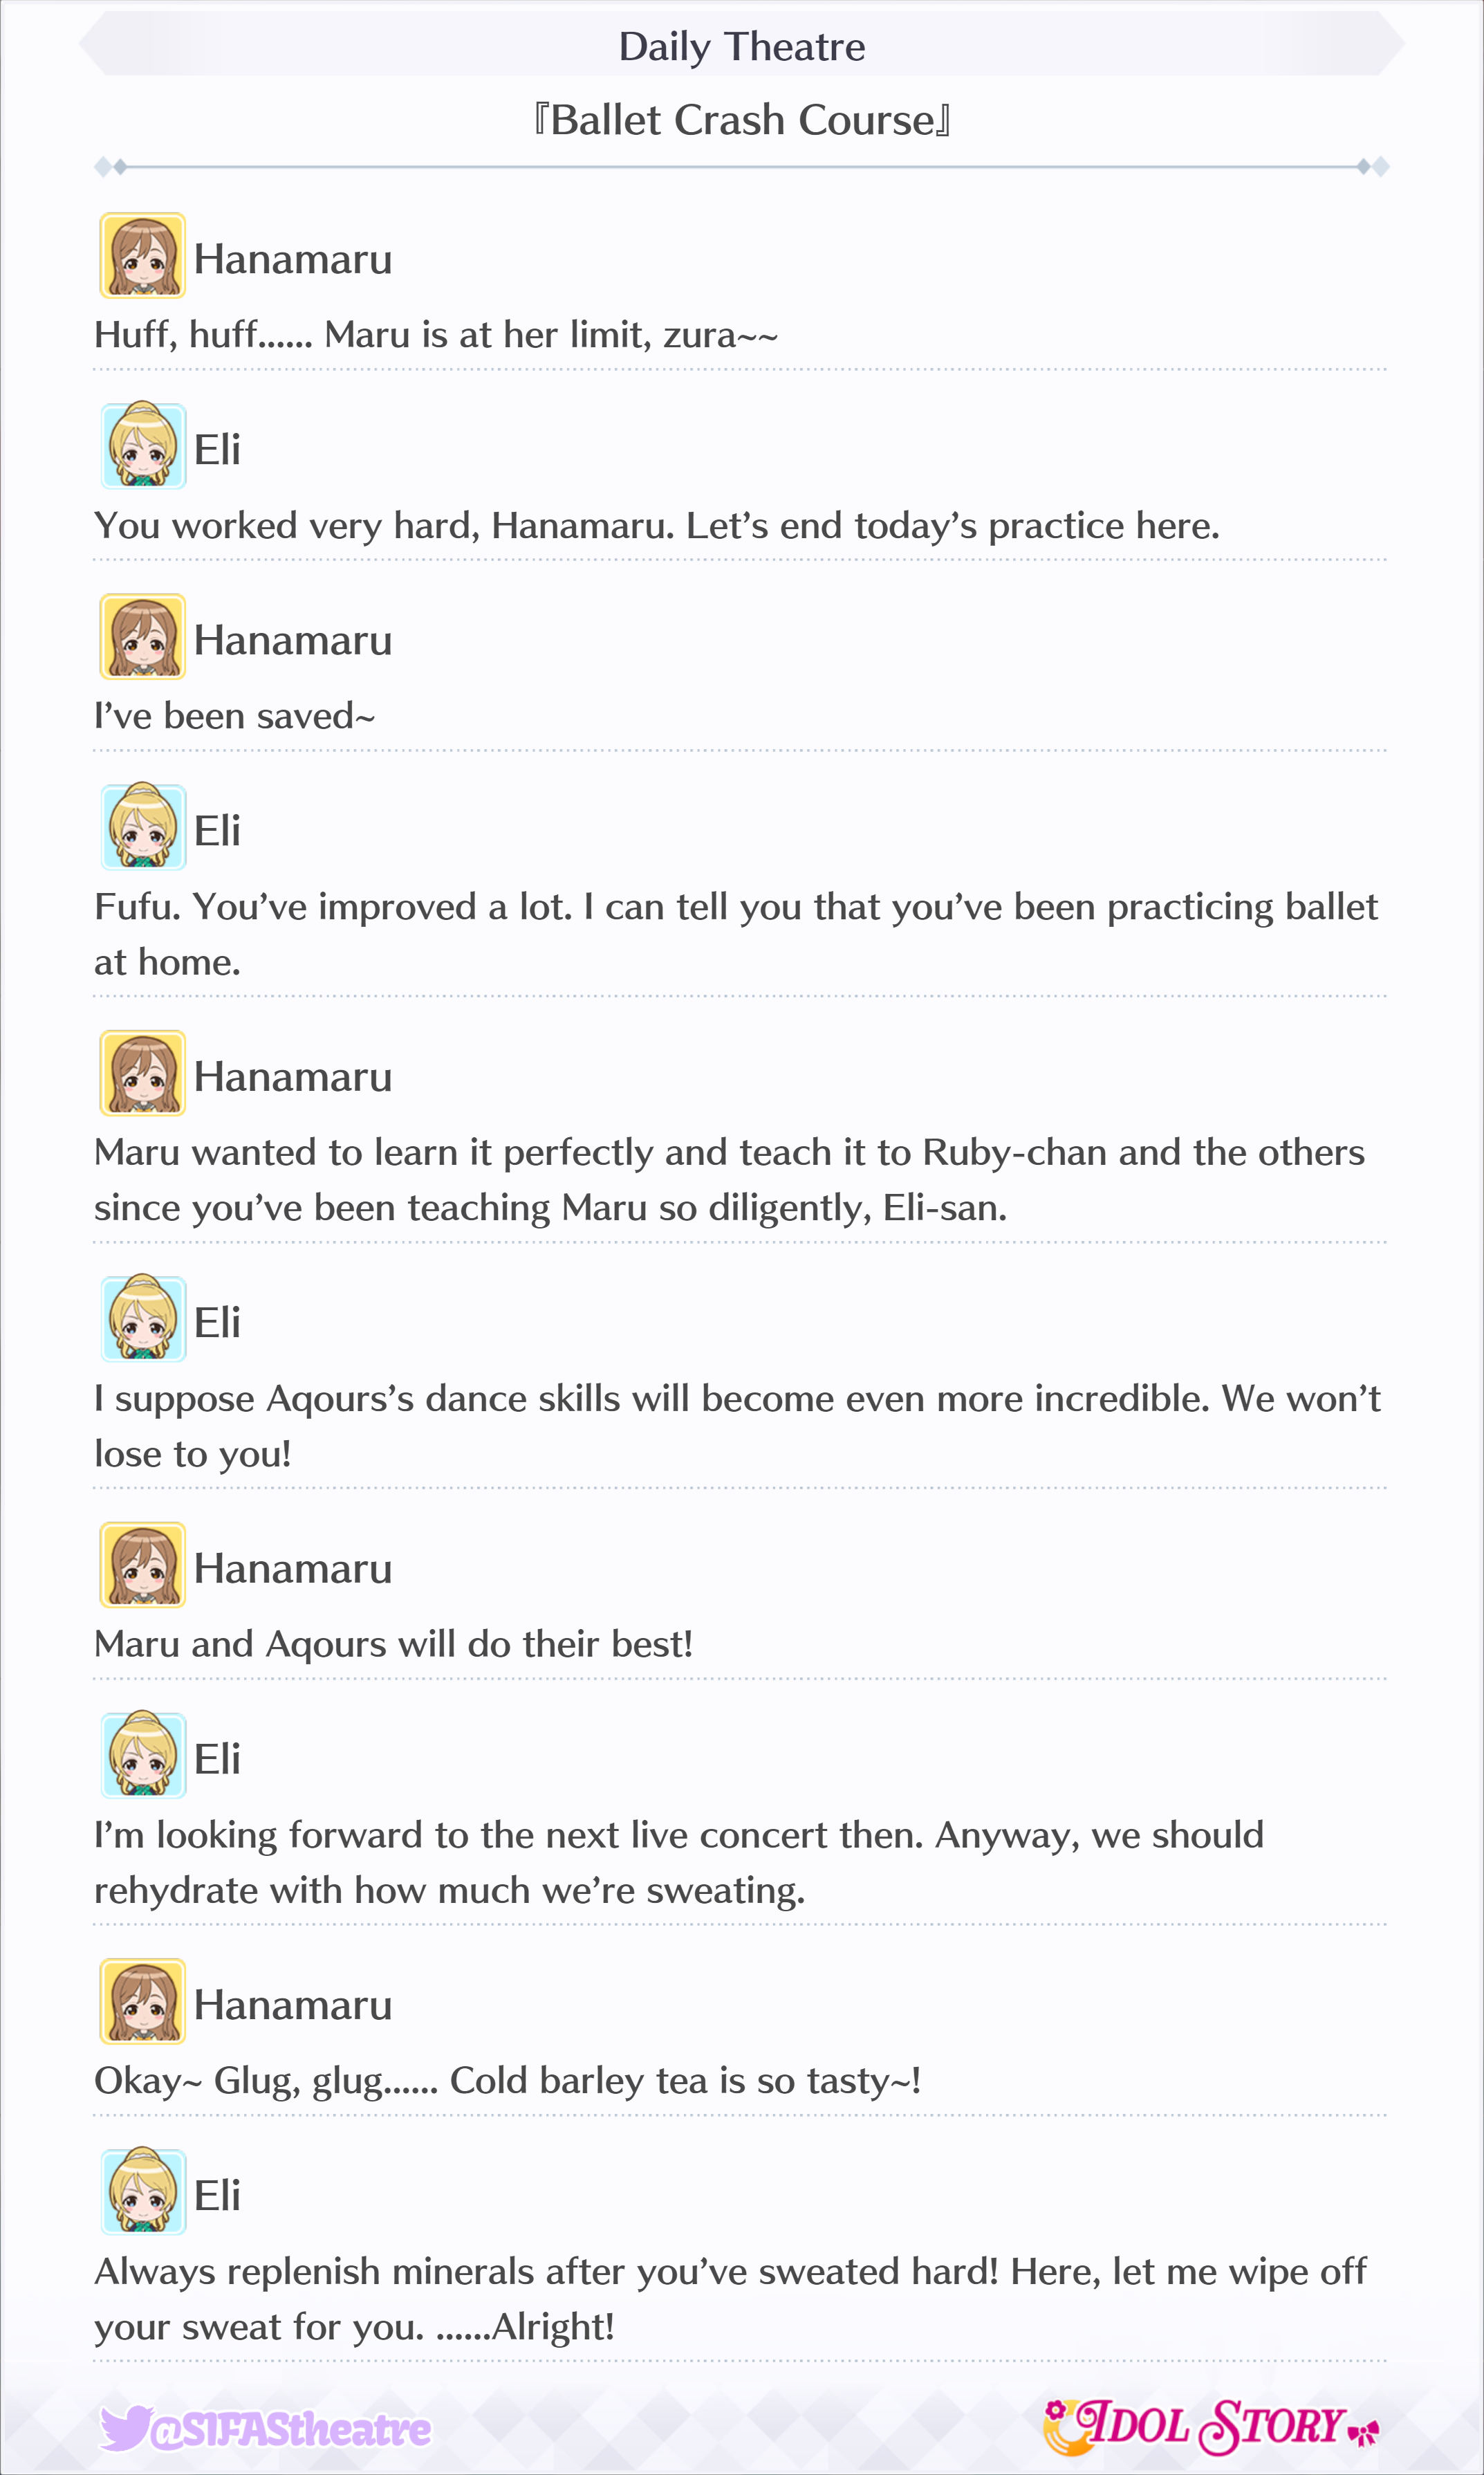 Daily Theatre
『Ballet Crash Course』
Hanamaru
Huff, huff...... Maru is at her limit, zura~~
Eli
You worked very hard, Hanamaru. Let’s end today’s practice here.
Hanamaru
I’ve been saved~
Eli
Fufu. You’ve improved a lot. I can tell you that you’ve been practicing ballet
at home.
Hanamaru
Maru wanted to learn it perfectly and teach it to Ruby-chan and the others
since you’ve been teaching Maru so diligently, Eli-san.
Eli
I suppose Aqours’s dance skills will become even more incredible. We won’t
lose to you!
Hanamaru
Maru and Aqours will do their best!
Eli
I’m looking forward to the next live concert then. Anyway, we should
rehydrate with how much we’re sweating.
Hanamaru
Okay~ Glug, glug...... Cold barley tea is so tasty~!
Eli
Always replenish minerals after you’ve sweated hard! Here, let me wipe off
your sweat for you. ......Alright!
@SIFAStheatre
IDOL STORY